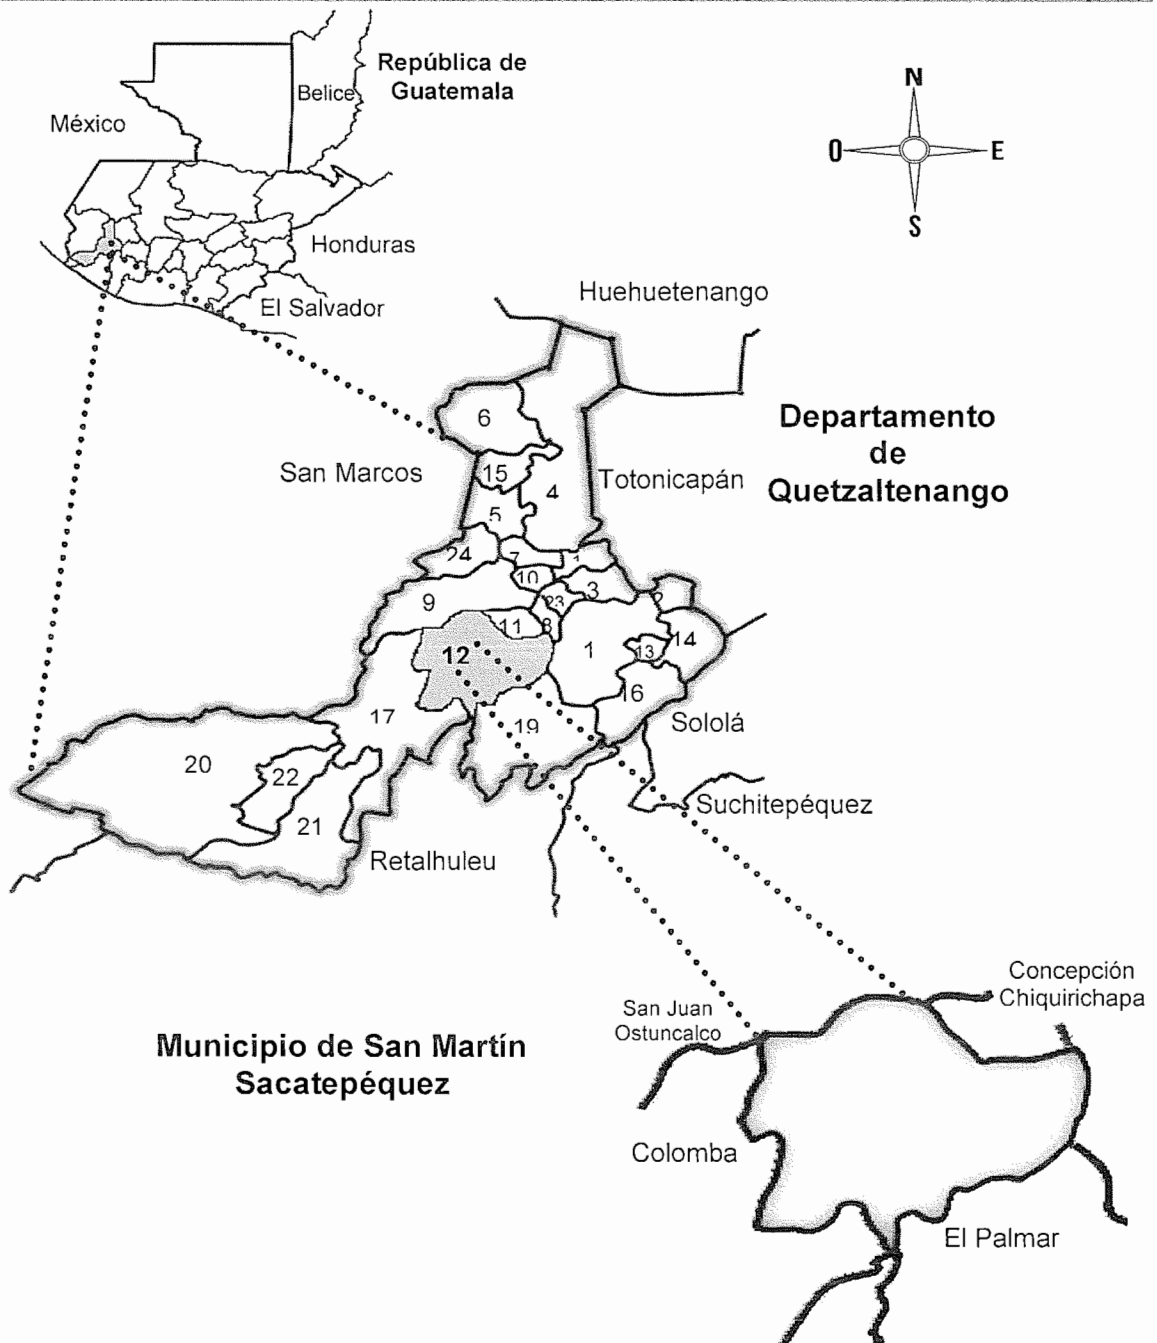 República de
Guatemala
Belice
México
Honduras
El Salvador
N
O
E
S
Huehuetenango
Departamento
de
Quetzaltenango
San Marcos
Totonicapán
6
15
4
5
24
7
10
3
23
2
9
11
8
1
14
13
12
16
17
19
Sololá
20
22
21
Suchitepéquez
Retalhuleu
Municipio de San Martín
Sacatepéquez
San Juan
Ostuncalco
Concepción
Chiquirichapa
Colomba
El Palmar